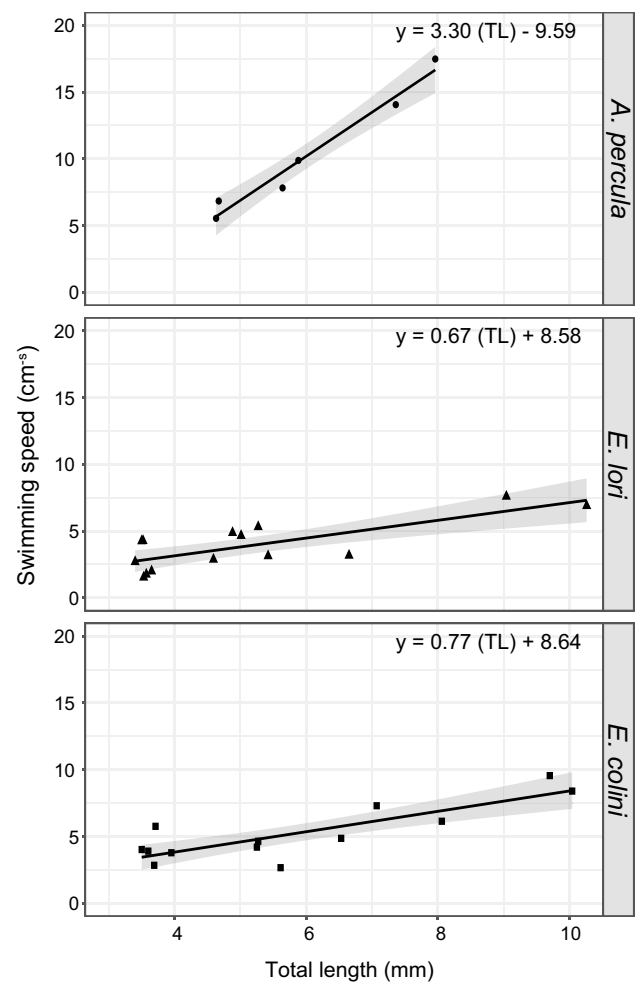 y = 3.30 (TL) - 9.59
20
15
10
5
0
A. percula
y = 0.67 (TL) + 8.58
20
15
10
5
0
E. lori
y = 0.77 (TL) + 8.64
20
15
10
5
0
E. colini
4 6 8 10
Total length (mm)
Swimming speed (cm⁻ˢ)